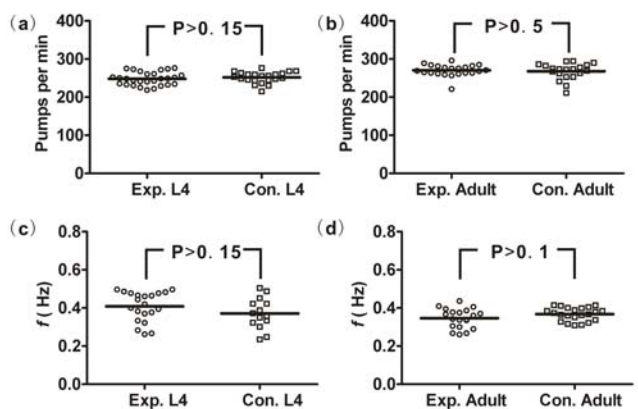 (a)
P>0. 15
Pumps per min
400
300
200
100
0
Exp. L4 Con. L4
(b)
P>0. 5
Pumps per min
400
300
200
100
0
Exp. Adult Con. Adult
(c)
P>0. 15
f ( Hz)
0.8
0.6
0.4
0.2
0.0
Exp. L4 Con. L4
(d)
P>0. 1
f ( Hz)
0.8
0.6
0.4
0.2
0.0
Exp. Adult Con. Adult